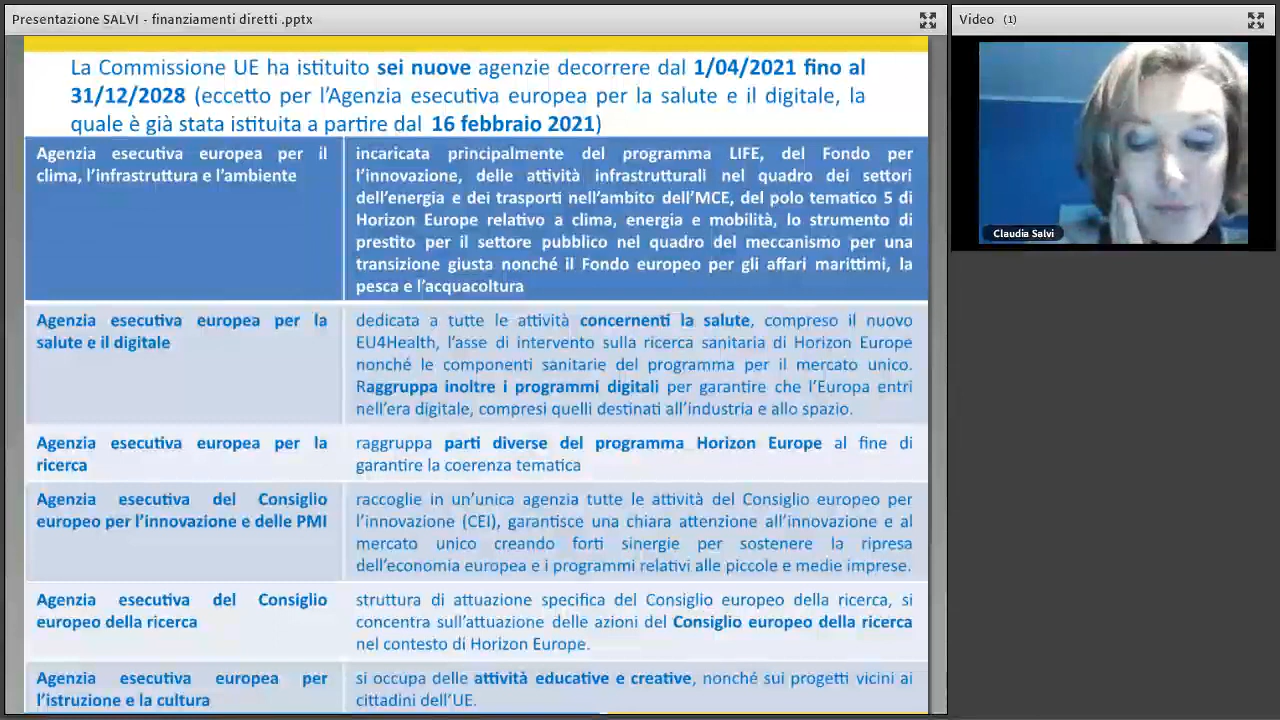 Presentazione SALVI - finanziamenti diretti .pptx
Video (1)
La Commissione UE ha istituito sei nuove agenzie decorrere dal 1/04/2021 fino al
31/12/2028 (eccetto per l'Agenzia esecutiva europea per la salute e il digitale, la
quale è già stata istituita a partire dal 16 febbraio 2021)
Agenzia esecutiva europea per il
clima, l'infrastruttura e l'ambiente
incaricata principalmente del programma LIFE, del Fondo per
l'innovazione, delle attività infrastrutturali nel quadro dei settori
dell'energia e dei trasporti nell'ambito dell'MCE, del polo tematico 5 di
Horizon Europe relativo a clima, energia e mobilità, lo strumento di
prestito per il settore pubblico nel quadro del meccanismo per una
transizione giusta nonché il Fondo europeo per gli affari marittimi, la
pesca e l'acquacoltura
Agenzia esecutiva europea per la
salute e il digitale
dedicata a tutte le attività concernenti la salute, compreso il nuovo
EU4Health, l'asse di intervento sulla ricerca sanitaria di Horizon Europe
nonché le componenti sanitarie del programma per il mercato unico.
Raggruppa inoltre i programmi digitali per garantire che l'Europa entri
nell'era digitale, compresi quelli destinati all'industria e allo spazio.
Agenzia esecutiva europea per la
ricerca
raggruppa parti diverse del programma Horizon Europe al fine di
garantire la coerenza tematica
Agenzia esecutiva del Consiglio
europeo per l'innovazione e delle PMI
raccoglie in un'unica agenzia tutte le attività del Consiglio europeo per
l'innovazione (CEI), garantisce una chiara attenzione all'innovazione e al
mercato unico creando forti sinergie per sostenere la ripresa
dell'economia europea e i programmi relativi alle piccole e medie imprese.
Agenzia esecutiva del Consiglio
europeo della ricerca
struttura di attuazione specifica del Consiglio europeo della ricerca, si
concentra sull'attuazione delle azioni del Consiglio europeo della ricerca
nel contesto di Horizon Europe.
Agenzia esecutiva europea per
l'istruzione e la cultura
si occupa delle attività educative e creative, nonché sui progetti vicini ai
cittadini dell'UE.
Claudia Salvi